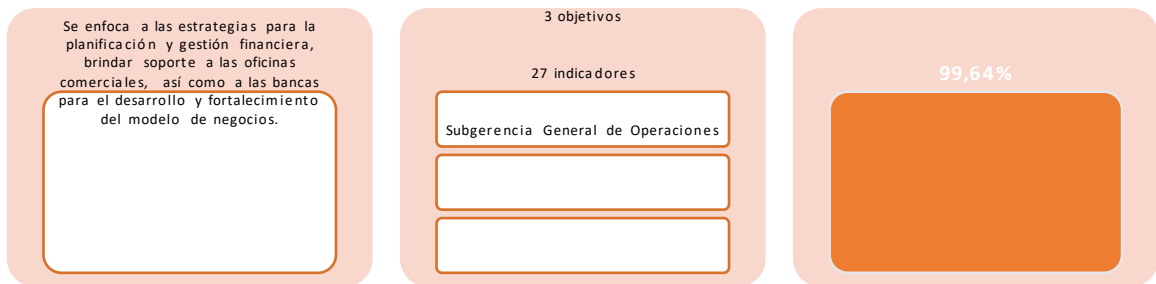 Se enfoca a las estrategias para la
planificación y gestión financiera,
brindar soporte a las oficinas
comerciales, así como a las bancas
para el desarrollo y fortalecimiento
del modelo de negocios.
3 objetivos
27 indicadores
Subgerencia General de Operaciones
99,64%